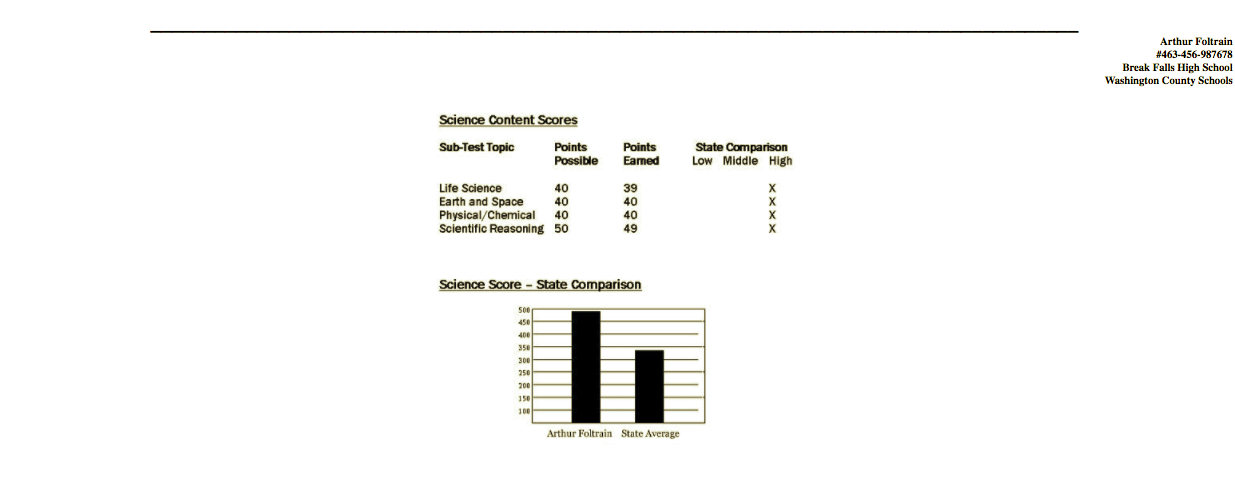 Arthur Foltrain
#463-456-987678
Break Falls High School
Washington County Schools
Science Content Scores
Sub-Test Topic Points Possible Points Earned State Comparison Low Middle High
Life Science 40 39 X
Earth and Space 40 40 X
Physical/Chemical 40 40 X
Scientific Reasoning 50 49 X
Science Score – State Comparison
500
450
400
350
300
250
200
150
100
Arthur Foltrain State Average